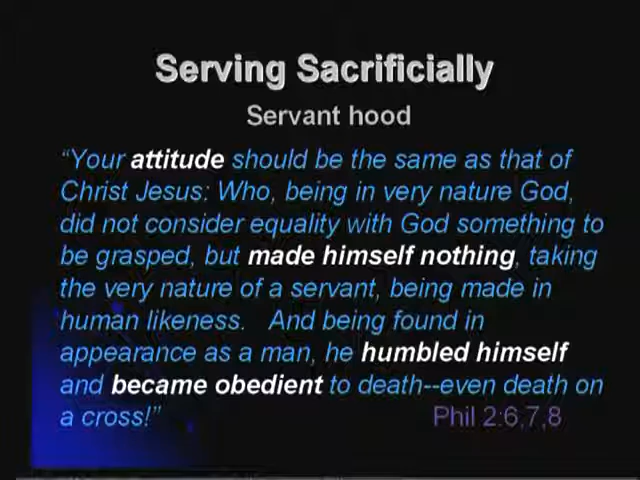 Serving Sacrificially
Servant hood
“Your attitude should be the same as that of
Christ Jesus: Who, being in very nature God,
did not consider equality with God something to
be grasped, but made himself nothing, taking
the very nature of a servant, being made in
human likeness. And being found in
appearance as a man, he humbled himself
and became obedient to death--even death on
a cross!” Phil 2:6,7,8